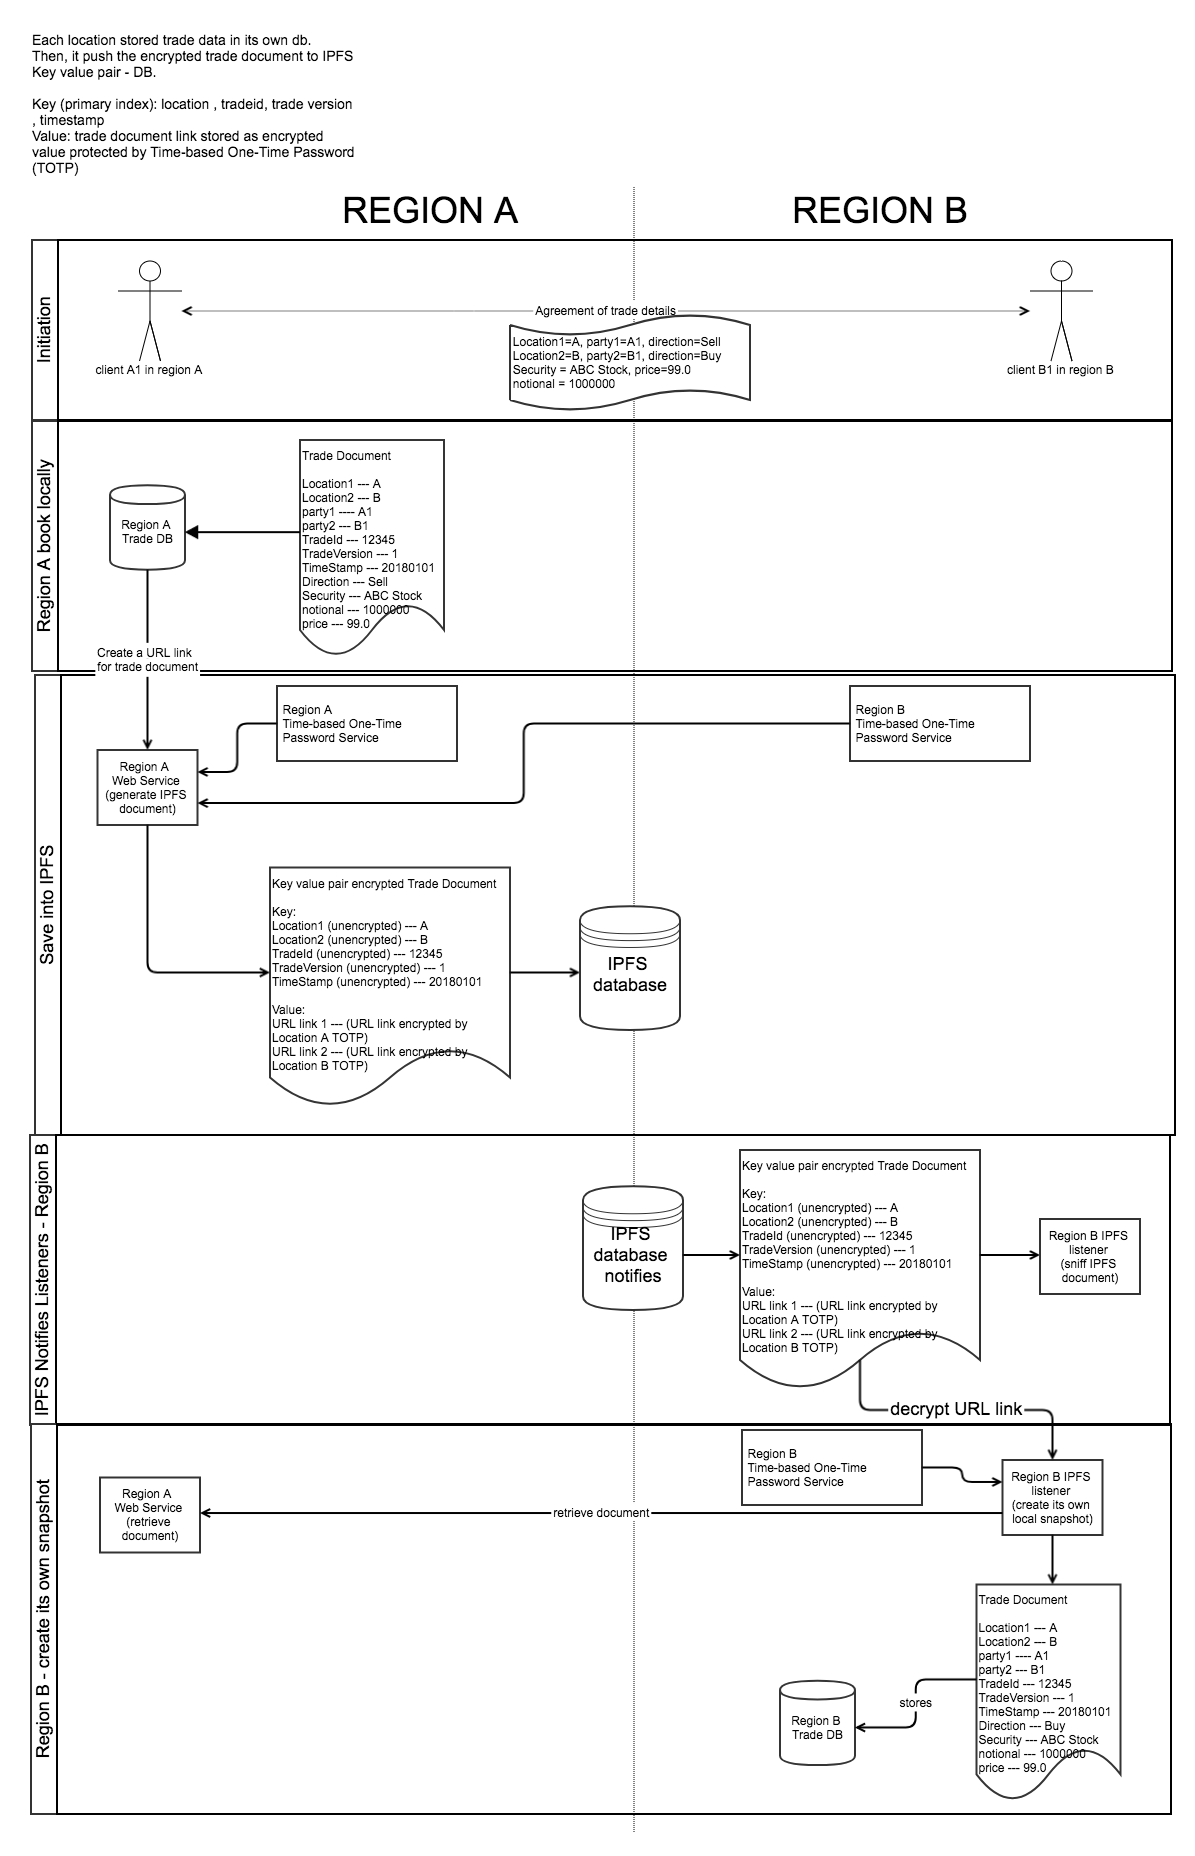 Each location stored trade data in its own db.
Then, it push the encrypted trade document to IPFS
Key value pair - DB.
Key (primary index): location , tradeid, trade version
, timestamp
Value: trade document link stored as encrypted
value protected by Time-based One-Time Password
(TOTP)
REGION A
REGION B
Initiation
Agreement of trade details
Location1=A, party1=A1, direction=Sell
Location2=B, party2=B1, direction=Buy
Security = ABC Stock, price=99.0
notional = 1000000
client A1 in region A
client B1 in region B
Region A book locally
Region A
Trade DB
Trade Document
Location1 --- A
Location2 --- B
party1 ---- A1
party2 --- B1
TradeId --- 12345
TradeVersion --- 1
TimeStamp --- 20180101
Direction --- Sell
Security --- ABC Stock
notional --- 1000000
price --- 99.0
Create a URL link
for trade document
Save into IPFS
Region A
Time-based One-Time
Password Service
Region B
Time-based One-Time
Password Service
Region A
Web Service
(generate IPFS
document)
Key value pair encrypted Trade Document
Key:
Location1 (unencrypted) --- A
Location2 (unencrypted) --- B
TradeId (unencrypted) --- 12345
TradeVersion (unencrypted) --- 1
TimeStamp (unencrypted) --- 20180101
Value:
URL link 1 --- (URL link encrypted by
Location A TOTP)
URL link 2 --- (URL link encrypted by
Location B TOTP)
IPFS
database
IPFS Notifies Listeners - Region B
IPFS
database
notifies
Key value pair encrypted Trade Document
Key:
Location1 (unencrypted) --- A
Location2 (unencrypted) --- B
TradeId (unencrypted) --- 12345
TradeVersion (unencrypted) --- 1
TimeStamp (unencrypted) --- 20180101
Value:
URL link 1 --- (URL link encrypted by
Location A TOTP)
URL link 2 --- (URL link encrypted by
Location B TOTP)
Region B IPFS
listener
(sniff IPFS
document)
decrypt URL link
Region B - create its own snapshot
Region B
Time-based One-Time
Password Service
Region B IPFS
listener
(create its own
local snapshot)
Region A
Web Service
(retrieve
document)
retrieve document
Trade Document
Location1 --- A
Location2 --- B
party1 ---- A1
party2 --- B1
TradeId --- 12345
TradeVersion --- 1
TimeStamp --- 20180101
Direction --- Buy
Security --- ABC Stock
notional --- 1000000
price --- 99.0
stores
Region B
Trade DB